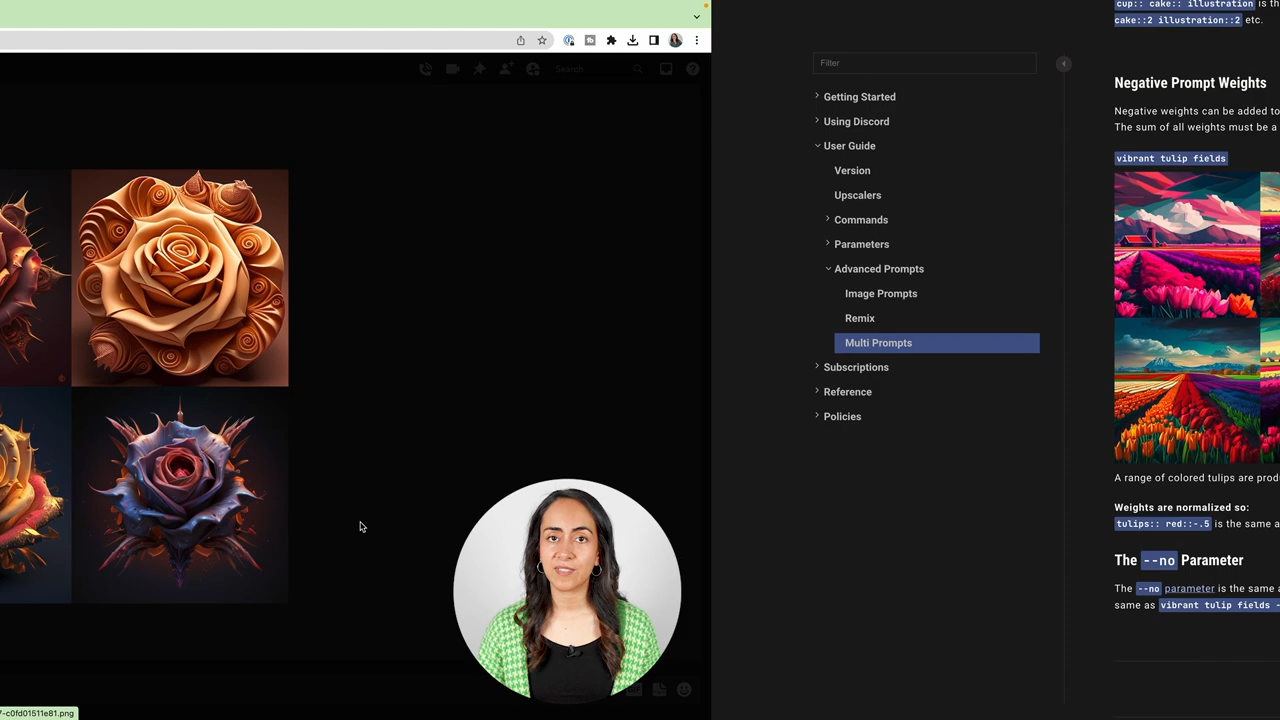 Search
7-c0fd01511e81.png
Filter
Getting Started
Using Discord
User Guide
Version
Upscalers
Commands
Parameters
Advanced Prompts
Image Prompts
Remix
Multi Prompts
Subscriptions
Reference
Policies
cup:: cake:: illustration is th
cake::2 illustration::2 etc.
Negative Prompt Weights
Negative weights can be added to
The sum of all weights must be a
vibrant tulip fields
A range of colored tulips are prod
Weights are normalized so:
tulips:: red::-.5 is the same a
The --no Parameter
The --no parameter is the same a
same as vibrant tulip fields -